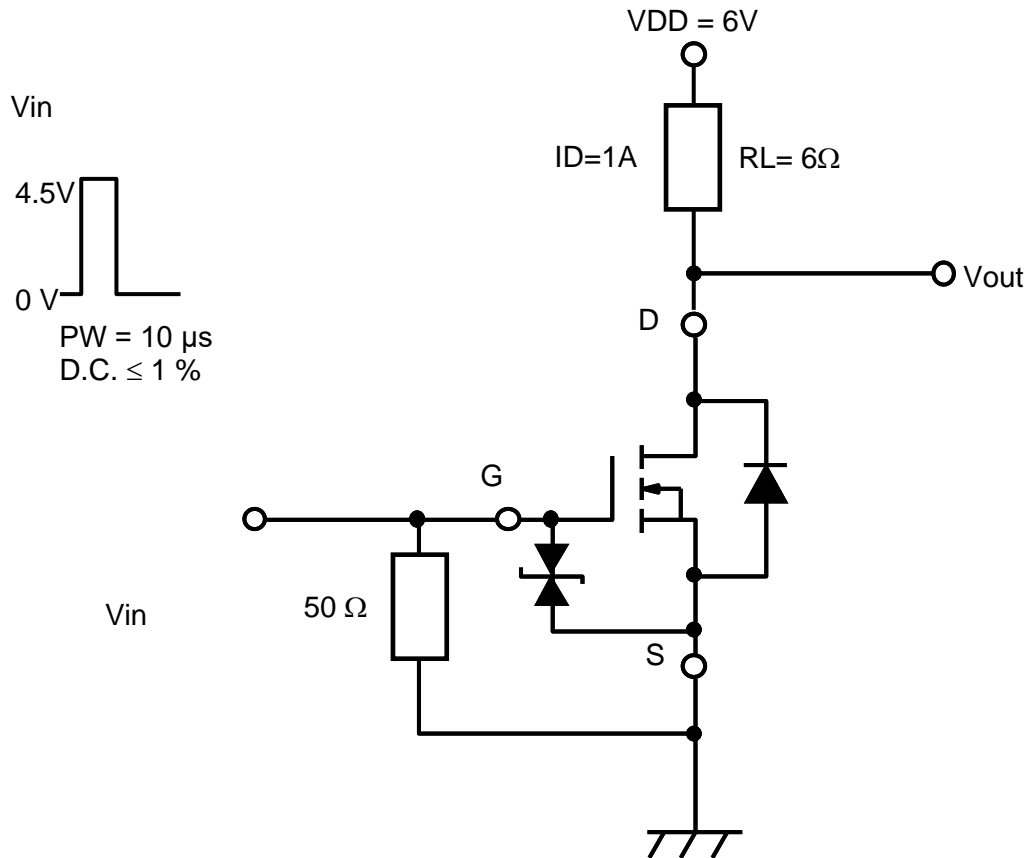 VDD = 6V
Vin
ID=1A
RL= 6Ω
4.5V
0 V
Vout
PW = 10 µs
D.C. ≤ 1 %
D
G
50 Ω
Vin
S